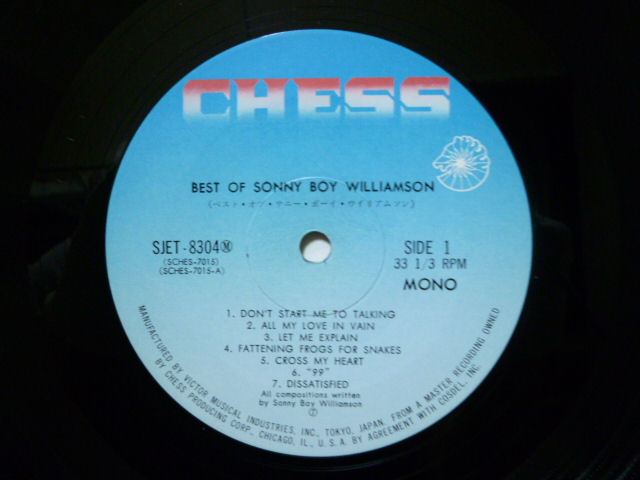 CHESS
BEST OF SONNY BOY WILLIAMSON
(ベスト・オブ・サニー・ボーイ・ウイリアムソン)
SJET-8304Ⓜ
(SCHES-7015)
(SCHES-7015-A)
SIDE 1
33 1/3 RPM
MONO
1. DON'T START ME TO TALKING
2. ALL MY LOVE IN VAIN
3. LET ME EXPLAIN
4. FATTENING FROGS FOR SNAKES
5. CROSS MY HEART
6. "99"
7. DISSATISFIED
All compositions written
by Sonny Boy Williamson
MANUFACTURED BY VICTOR MUSICAL INDUSTRIES, INC., TOKYO, JAPAN. FROM A MASTER RECORDING OWNED
BY CHESS PRODUCING CORP., CHICAGO, ILL., U.S.A. BY AGREEMENT WITH COSDEL, INC.